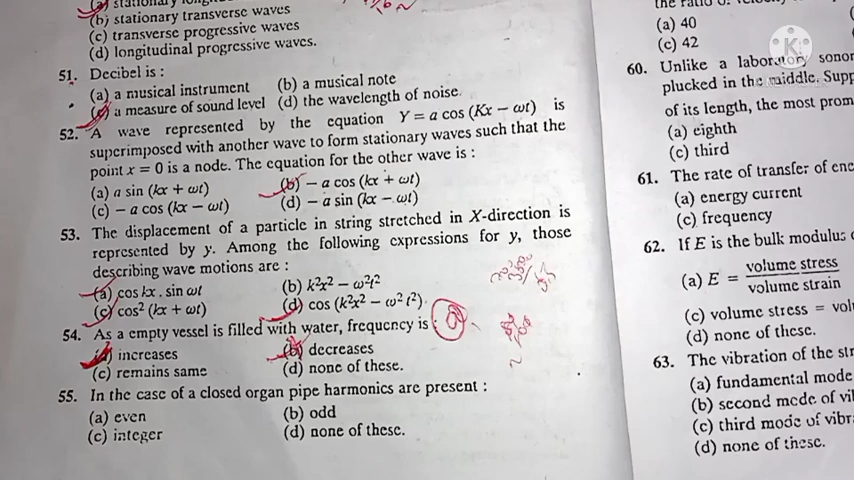 (a) stationary
(b) stationary transverse waves
(c) transverse progressive waves
(d) longitudinal progressive waves.
51. Decibel is :
(a) a musical instrument (b) a musical note
(c) a measure of sound level (d) the wavelength of noise.
52. A wave represented by the equation Y = a cos (Kx – ωt) is
superimposed with another wave to form stationary waves such that the
point x = 0 is a node. The equation for the other wave is :
(a) a sin (kx + ωt) (b) – a cos (kx + ωt)
(c) – a cos (kx – ωt) (d) – a sin (kx – ωt)
53. The displacement of a particle in string stretched in X-direction is
represented by y. Among the following expressions for y, those
describing wave motions are :
(a) cos kx . sin ωt (b) k²x² – ω²t²
(c) cos² (kx + ωt) (d) cos (k²x² – ω² t²)
54. As a empty vessel is filled with water, frequency is :
(a) increases (b) decreases
(c) remains same (d) none of these.
55. In the case of a closed organ pipe harmonics are present :
(a) even (b) odd
(c) integer (d) none of these.
the ratio of
(a) 40
(c) 42
60. Unlike a laboratory
plucked in the middle.
of its length, the most
(a) eighth
(c) third
61. The rate of transfer of
(a) energy current
(c) frequency
62. If E is the bulk modulus
(a) E = volume stress
volume strain
(c) volume stress =
(d) none of these.
63. The vibration of the
(a) fundamental mode
(b) second mode of
(c) third mode of
(d) none of these.
K